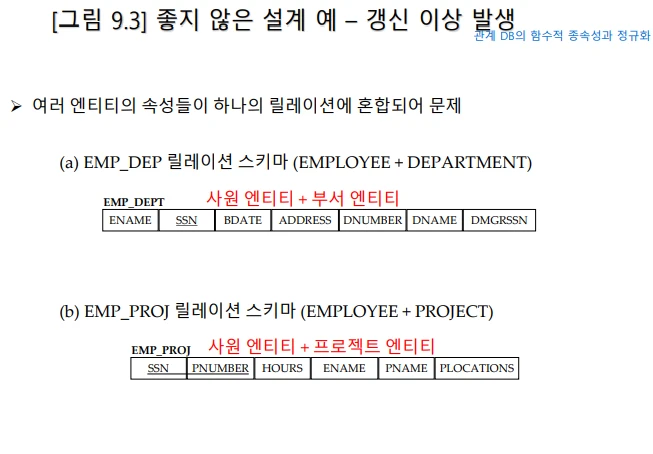 [그림 9.3] 좋지 않은 설계 예 – 갱신 이상 발생
관계 DB의 함수적 종속성과 정규화
➢ 여러 엔티티의 속성들이 하나의 릴레이션에 혼합되어 문제
(a) EMP_DEP 릴레이션 스키마 (EMPLOYEE + DEPARTMENT)
EMP_DEPT 사원 엔티티 + 부서 엔티티
ENAME SSN BDATE ADDRESS DNUMBER DNAME DMGRSSN
(b) EMP_PROJ 릴레이션 스키마 (EMPLOYEE + PROJECT)
EMP_PROJ 사원 엔티티 + 프로젝트 엔티티
SSN PNUMBER HOURS ENAME PNAME PLOCATIONS